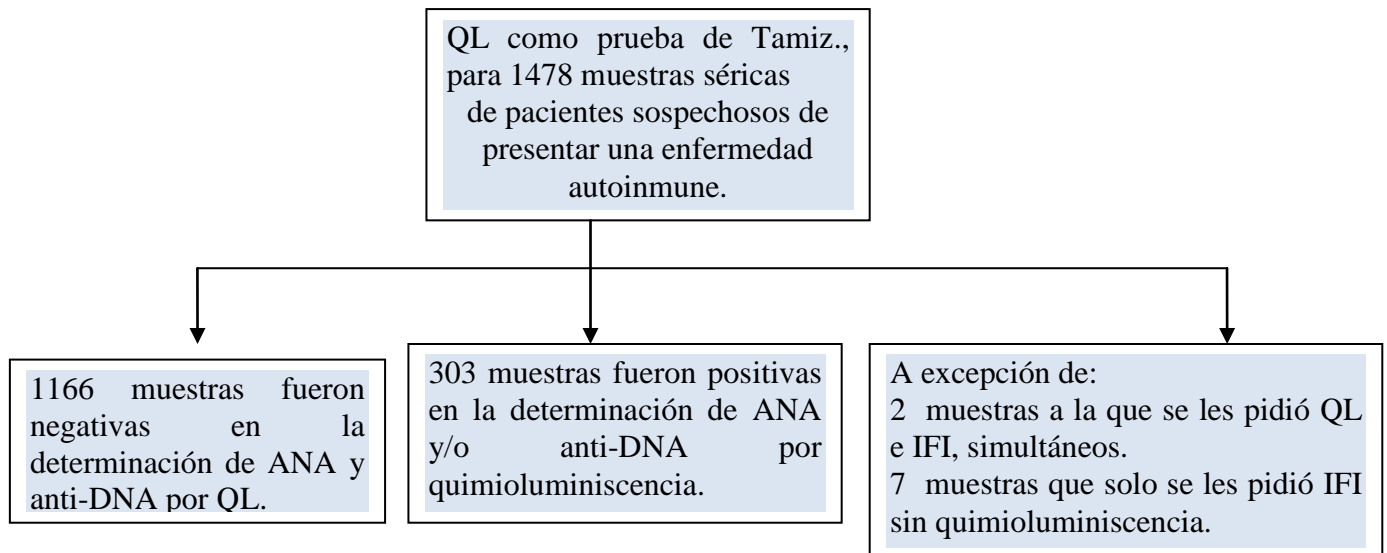 QL como prueba de Tamiz.,
para 1478 muestras séricas
de pacientes sospechosos de
presentar una enfermedad
autoinmune.
1166 muestras fueron
negativas en la
determinación de ANA y
anti-DNA por QL.
303 muestras fueron positivas
en la determinación de ANA
y/o anti-DNA por
quimioluminiscencia.
A excepción de:
2 muestras a la que se les pidió QL
e IFI, simultáneos.
7 muestras que solo se les pidió IFI
sin quimioluminiscencia.